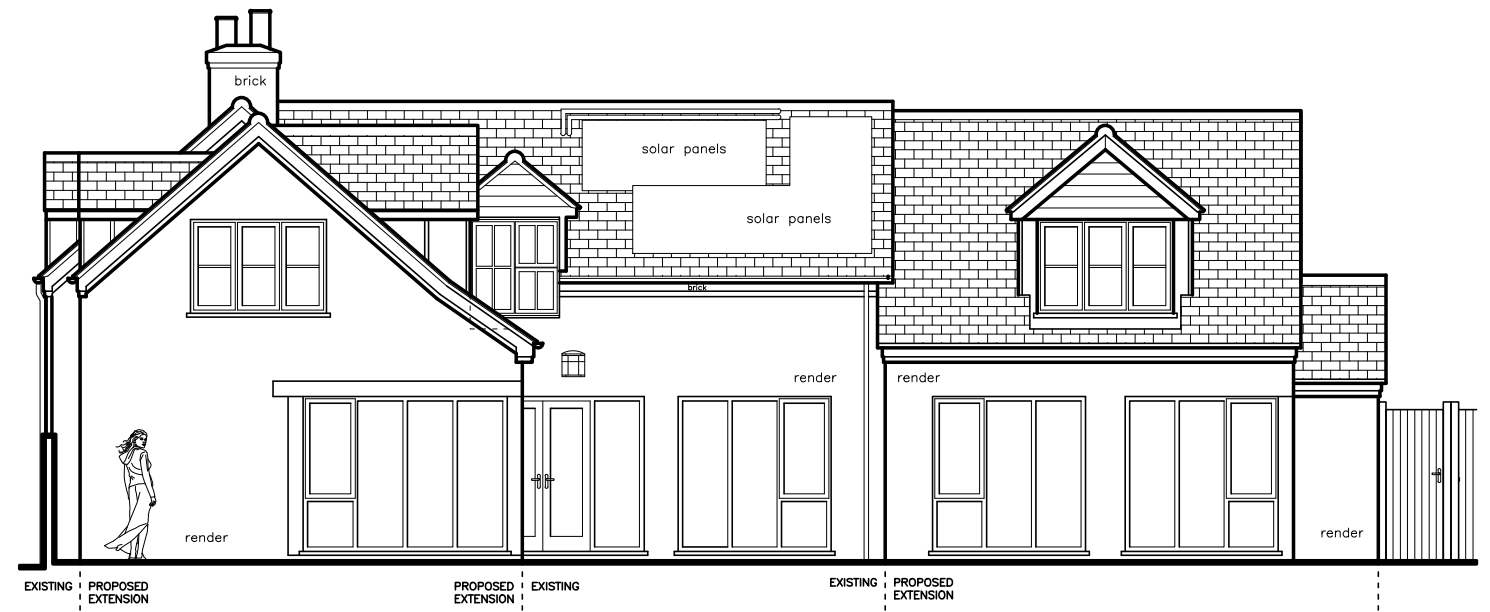 brick
solar panels
solar panels
brick
render
render
render
render
EXISTING
PROPOSED
EXTENSION
PROPOSED
EXTENSION
EXISTING
EXISTING
PROPOSED
EXTENSION